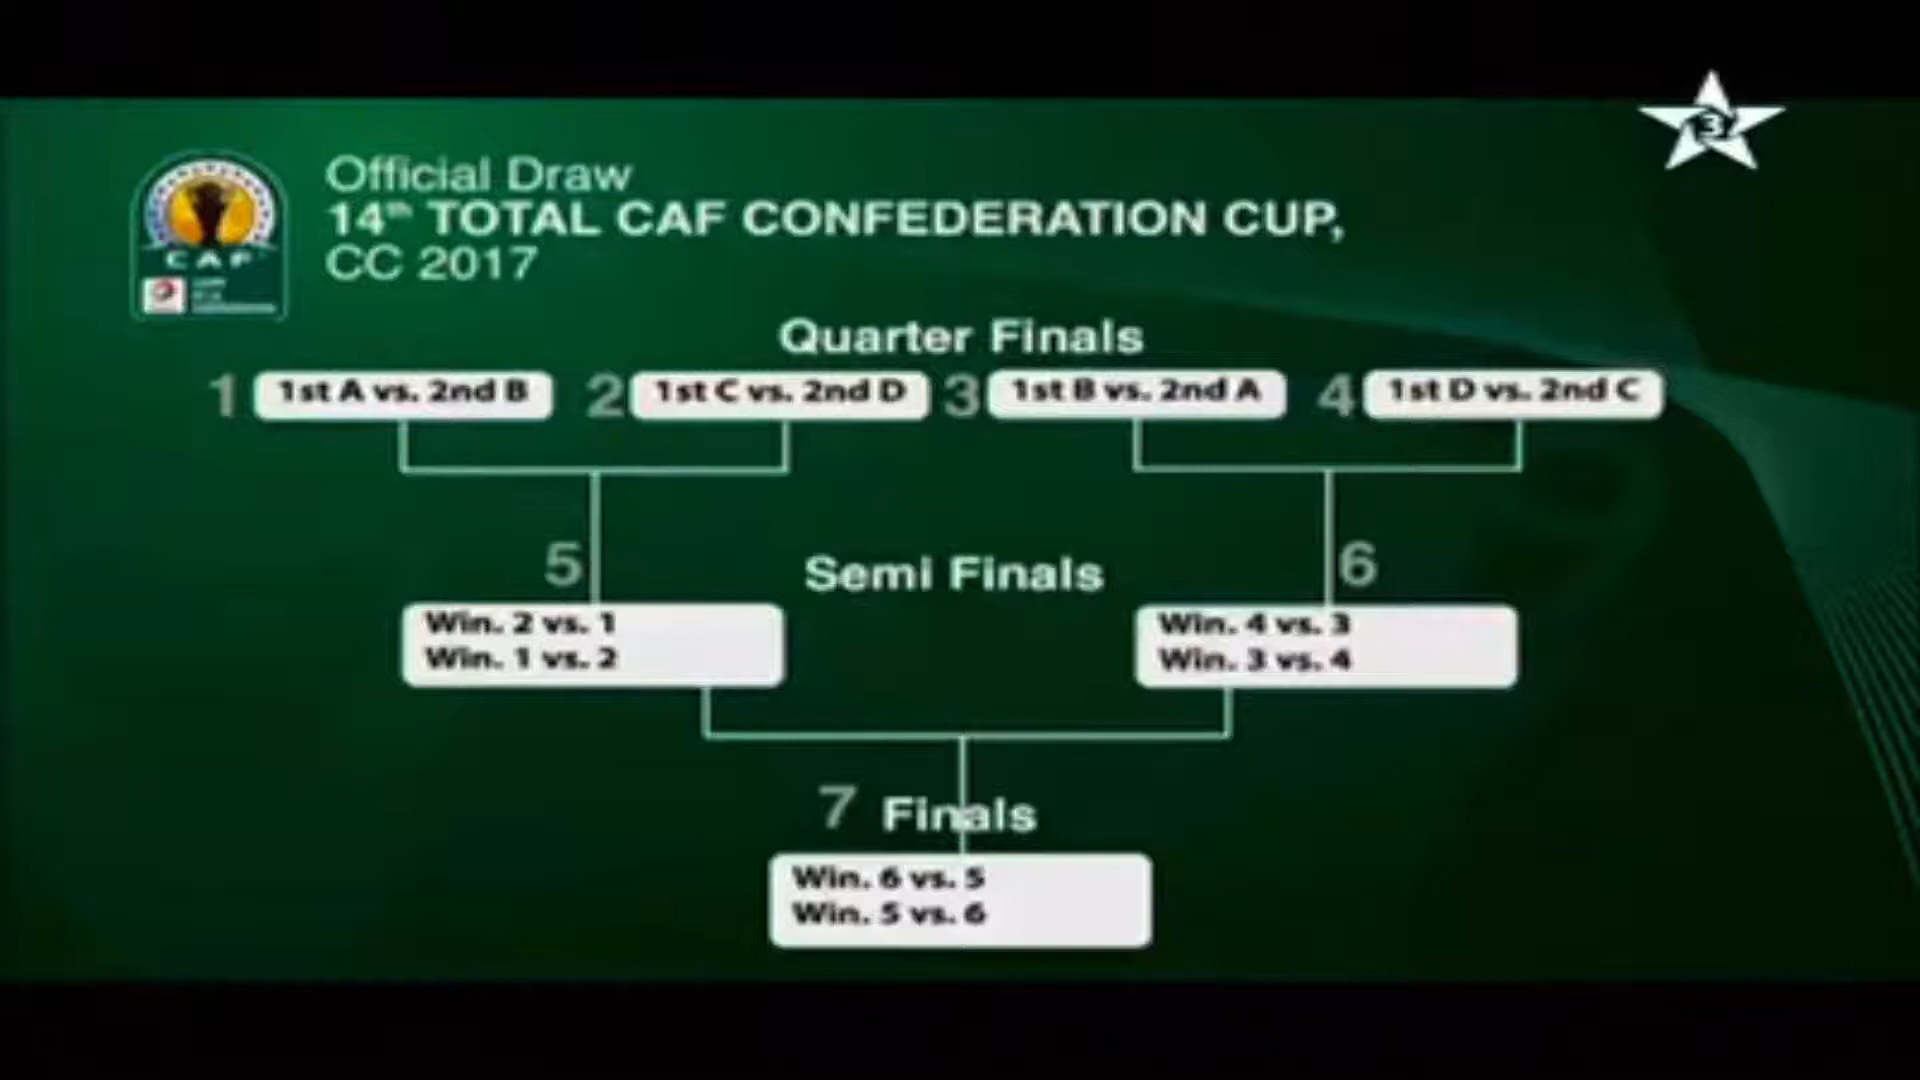 3
Official Draw
14th TOTAL CAF CONFEDERATION CUP,
CC 2017
CAF
Quarter Finals
1 1st A vs. 2nd B 2 1st C vs. 2nd D 3 1st B vs. 2nd A 4 1st D vs. 2nd C
5 Semi Finals 6
Win. 2 vs. 1
Win. 1 vs. 2
Win. 4 vs. 3
Win. 3 vs. 4
7 Finals
Win. 6 vs. 5
Win. 5 vs. 6